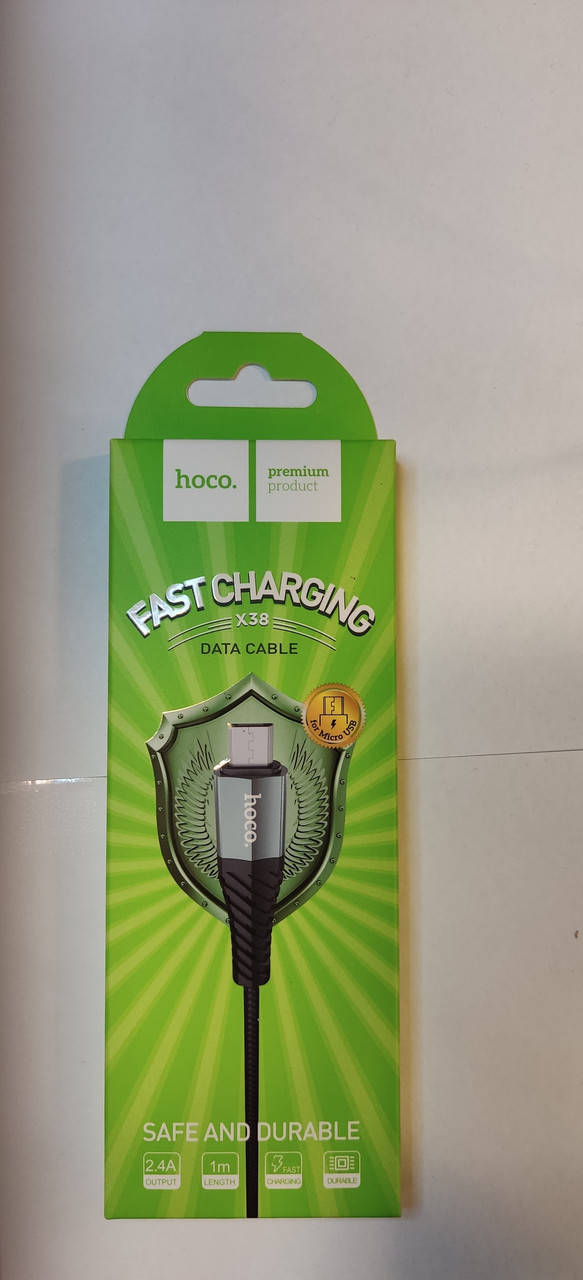 hoco.
premium
product
FAST CHARGING
X38
DATA CABLE
for Micro USB
hoco.
SAFE AND DURABLE
2.4A
OUTPUT
1m
LENGTH
FAST
CHARGING
DURABLE